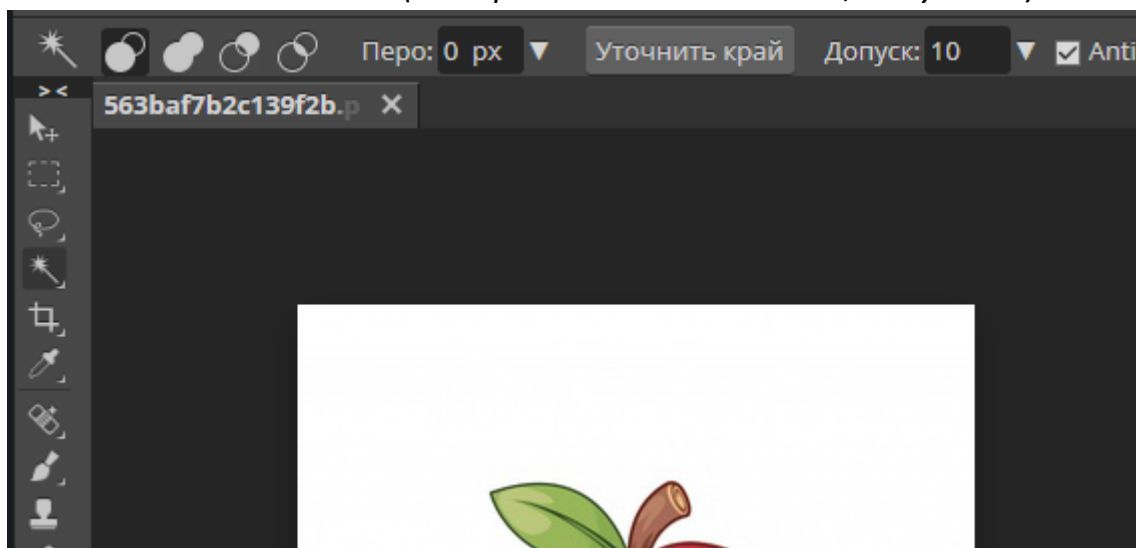 Перо: 0 px ▼ Уточнить край Допуск: 10 ▼ Anti
563baf7b2c139f2b.p ×